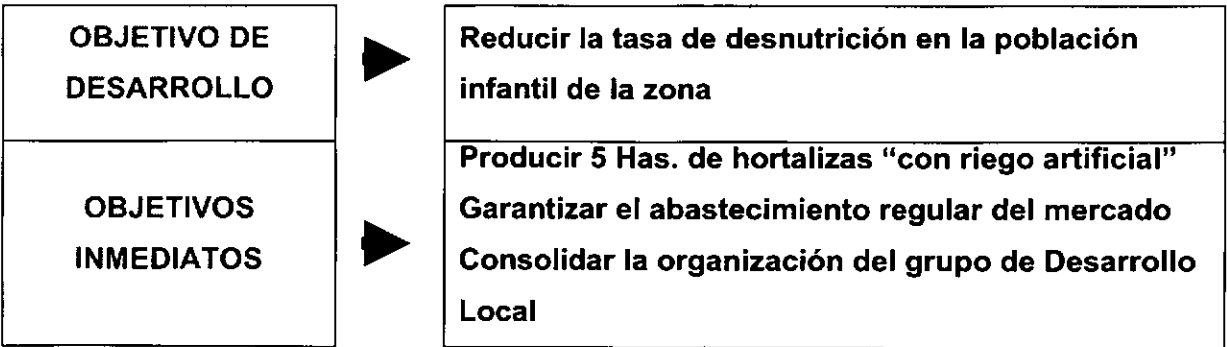 OBJETIVO DE
DESARROLLO
Reducir la tasa de desnutrición en la población
infantil de la zona
OBJETIVOS
INMEDIATOS
Producir 5 Has. de hortalizas “con riego artificial”
Garantizar el abastecimiento regular del mercado
Consolidar la organización del grupo de Desarrollo
Local